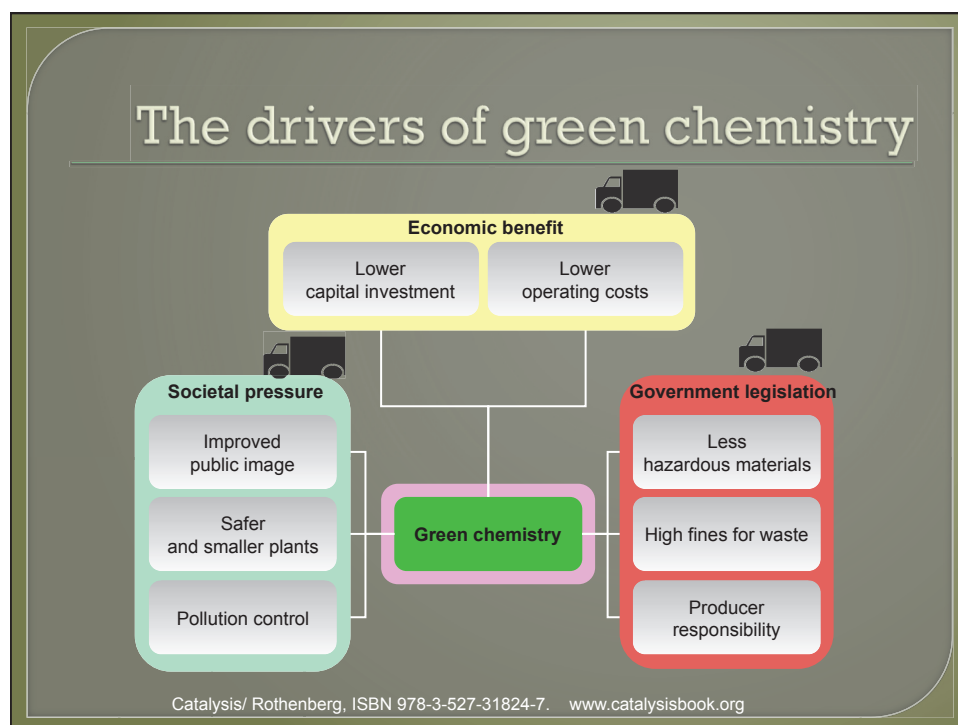 The drivers of green chemistry
Economic benefit
Lower
capital investment
Lower
operating costs
Societal pressure
Improved
public image
Safer
and smaller plants
Pollution control
Green chemistry
Government legislation
Less
hazardous materials
High fines for waste
Producer
responsibility
Catalysis/ Rothenberg, ISBN 978-3-527-31824-7. www.catalysisbook.org